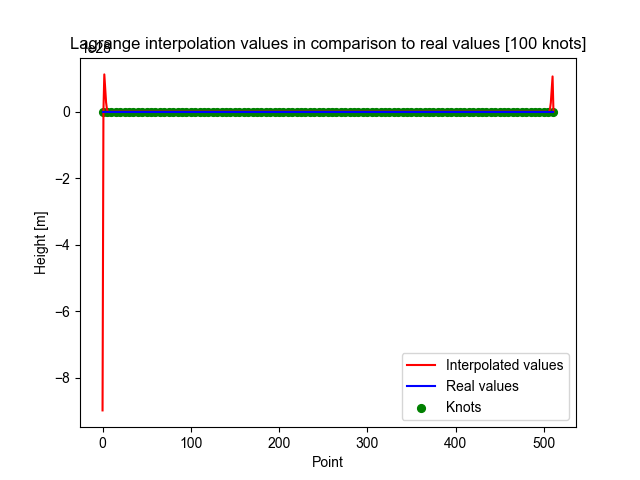 Lagrange interpolation values in comparison to real values [100 knots]
0
−2
−4
−6
−8
Height [m]
0
100
200
300
400
500
Point
Interpolated values
Real values
Knots